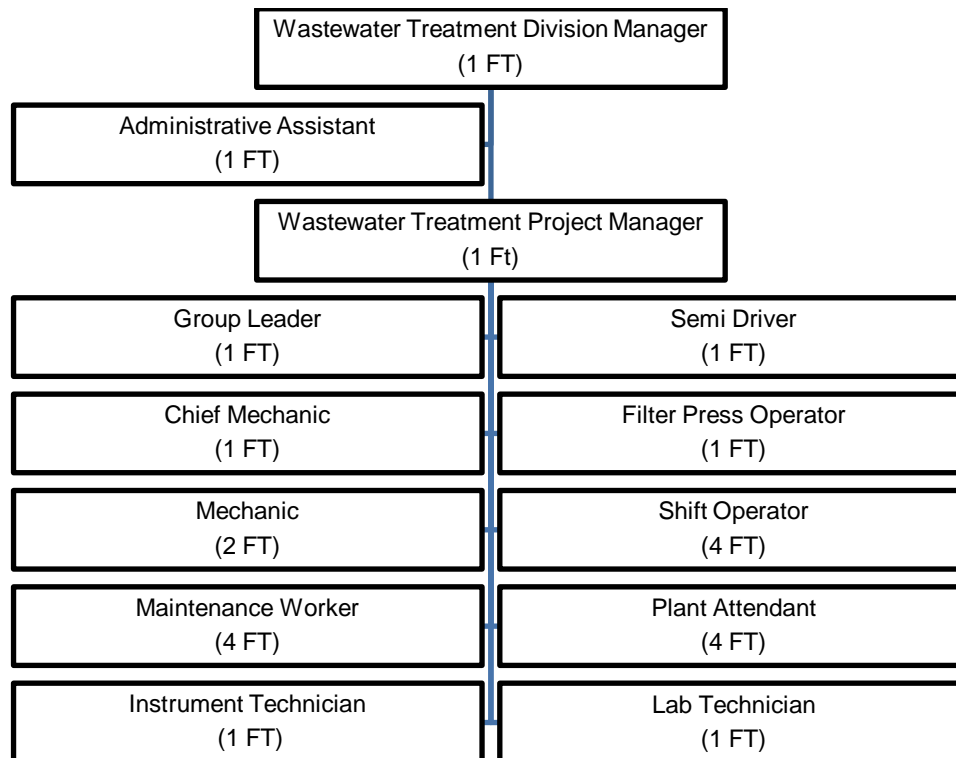 Wastewater Treatment Division Manager
(1 FT)
Administrative Assistant
(1 FT)
Wastewater Treatment Project Manager
(1 Ft)
Group Leader
(1 FT)
Semi Driver
(1 FT)
Chief Mechanic
(1 FT)
Filter Press Operator
(1 FT)
Mechanic
(2 FT)
Shift Operator
(4 FT)
Maintenance Worker
(4 FT)
Plant Attendant
(4 FT)
Instrument Technician
(1 FT)
Lab Technician
(1 FT)